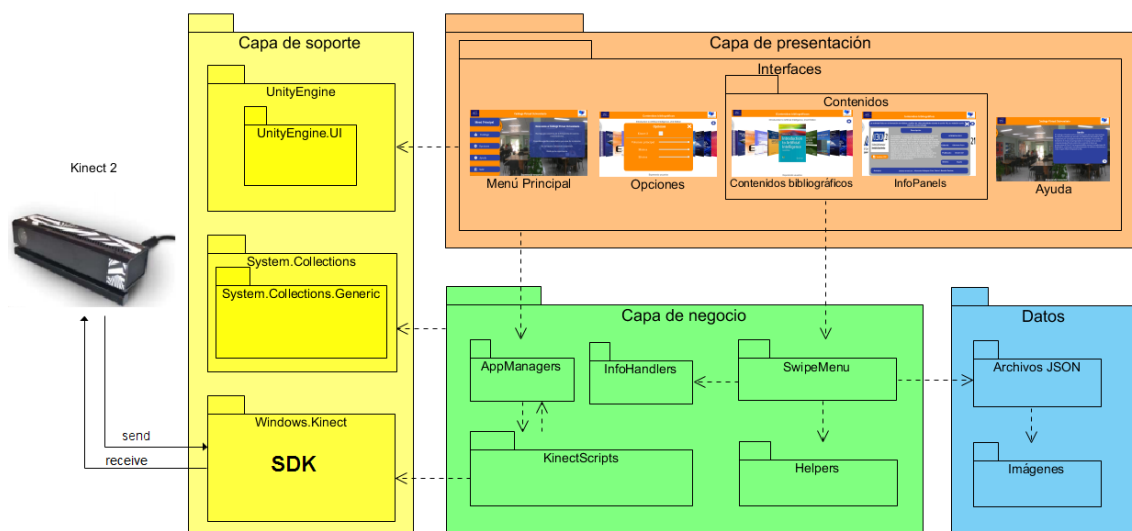 Kinect 2
send
receive
Capa de soporte
UnityEngine
UnityEngine.UI
System.Collections
System.Collections.Generic
Windows.Kinect
SDK
Capa de presentación
Interfaces
Contenidos
Menú Principal
Opciones
Contenidos bibliográficos
InfoPanels
Ayuda
Capa de negocio
AppManagers
InfoHandlers
SwipeMenu
KinectScripts
Helpers
Datos
Archivos JSON
Imágenes